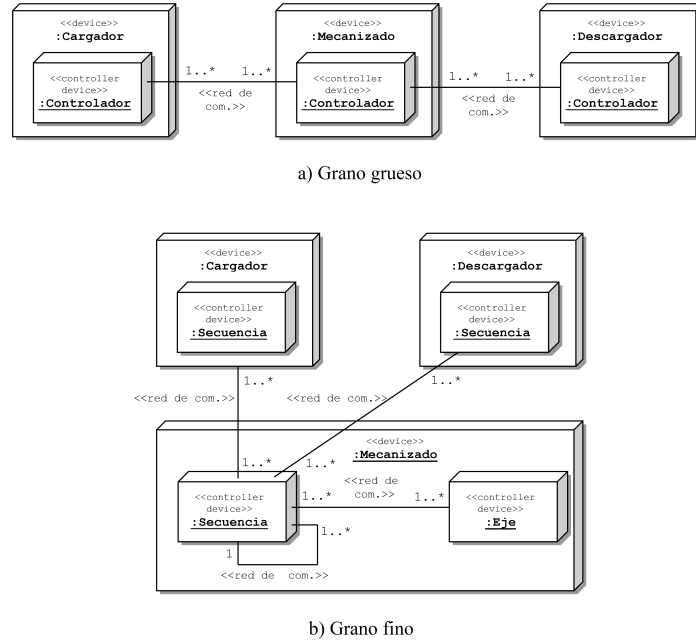 <<device>>
:Cargador
<<controller
device>>
:Controlador
1..*
1..*
<<red de
com.>>
<<device>>
:Mecanizado
<<controller
device>>
:Controlador
1..*
1..*
<<red de
com.>>
<<device>>
:Descargador
<<controller
device>>
:Controlador
a) Grano grueso
<<device>>
:Cargador
<<controller
device>>
:Secuencia
<<device>>
:Descargador
<<controller
device>>
:Secuencia
1..*
1..*
<<red de com.>>
<<red de com.>>
<<device>>
:Mecanizado
1..*
1..*
<<red de
com.>>
<<controller
device>>
:Secuencia
1..*
1..*
<<controller
device>>
:Eje
1..*
1
<<red de com.>>
b) Grano fino